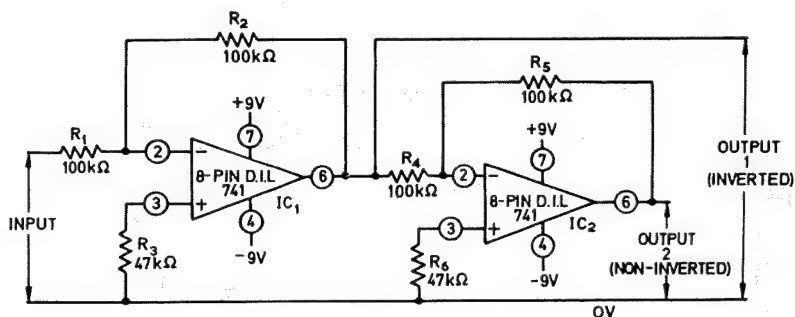 R2
100kΩ
R5
100kΩ
+9V
+9V
OUTPUT
1
(INVERTED)
R1
100kΩ
7
R4
100kΩ
7
2
−
8-PIN D.I.L
741
6
2
−
8-PIN D.I.L
741
6
INPUT
3
+
IC1
4
3
+
IC2
4
OUTPUT
2
(NON-INVERTED)
R3
47kΩ
−9V
R6
47kΩ
−9V
0V